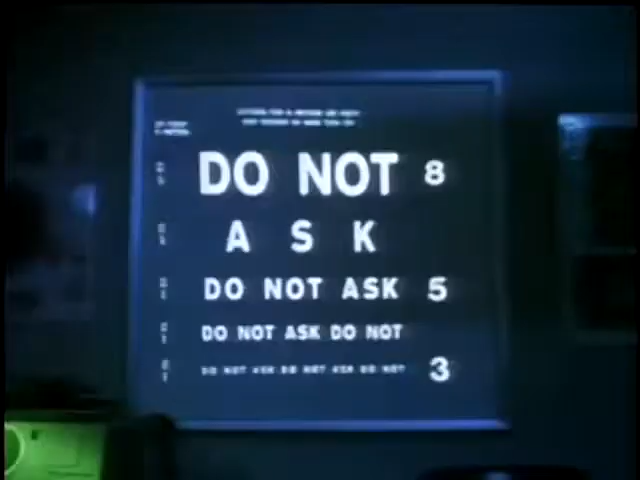 DO NOT 8
A S K
DO NOT ASK 5
DO NOT ASK DO NOT
DO NOT ASK DO NOT ASK DO NOT 3